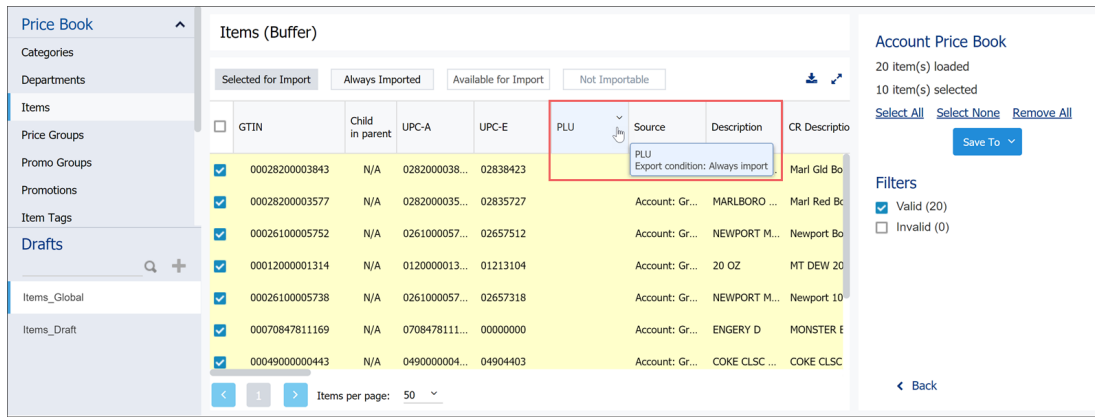 Price Book
Categories
Departments
Items
Price Groups
Promo Groups
Promotions
Item Tags
Drafts
Items_Global
Items_Draft
Items (Buffer)
Selected for Import Always Imported Available for Import Not Importable
GTIN Child in parent UPC-A UPC-E PLU Source Description CR Descriptio
PLU
Export condition: Always import
00028200003843 N/A 0282000038... 02838423 Marl Gld Bo
00028200003577 N/A 0282000035... 02835727 Account: Gr... MARLBORO ... Marl Red Bo
00026100005752 N/A 0261000057... 02657512 Account: Gr... NEWPORT M... Newport Bo
00012000001314 N/A 0120000013... 01213104 Account: Gr... 20 OZ MT DEW 20
00026100005738 N/A 0261000057... 02657318 Account: Gr... NEWPORT M... Newport 10
00070847811169 N/A 0708478111... 00000000 Account: Gr... ENGERY D MONSTER E
00049000000443 N/A 0490000004... 04904403 Account: Gr... COKE CLSC ... COKE CLSC
1 Items per page: 50
Account Price Book
20 item(s) loaded
10 item(s) selected
Select All Select None Remove All
Save To
Filters
Valid (20)
Invalid (0)
Back